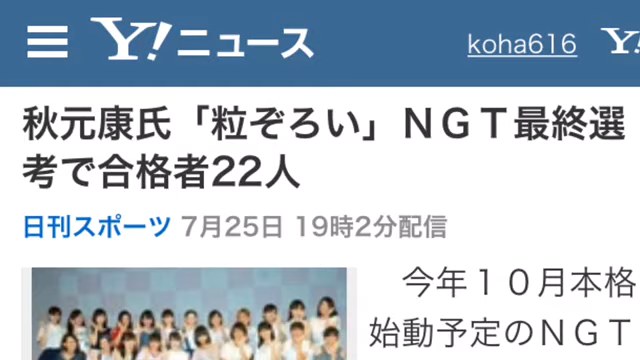 Y!ニュース
koha616
Y!
秋元康氏「粒ぞろい」ＮＧＴ最終選
考で合格者22人
日刊スポーツ 7月25日 19時2分配信
今年１０月本格
始動予定のＮＧＴ